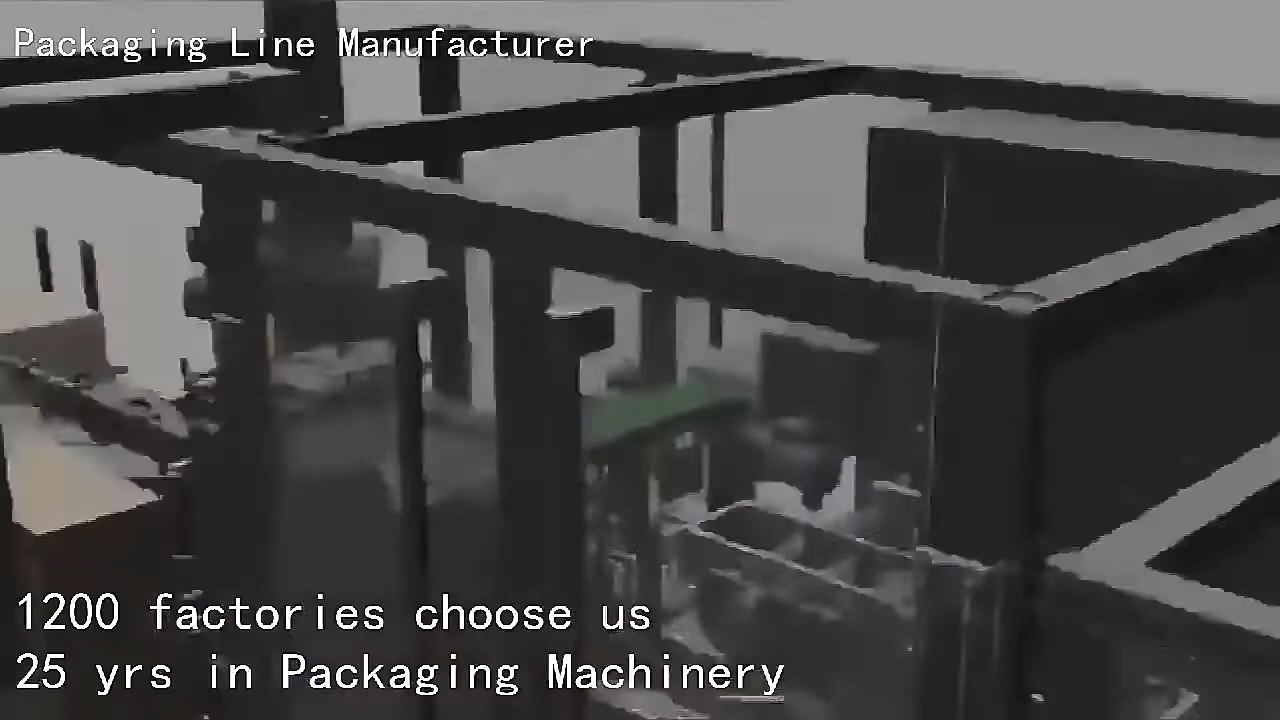 Packaging Line Manufacturer
1200 factories choose us
25 yrs in Packaging Machinery